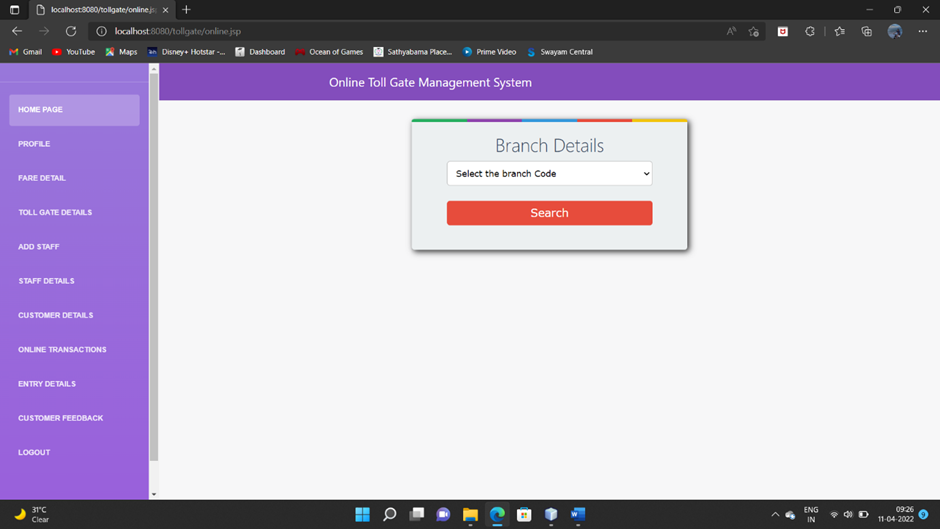 localhost:8080/tollgate/online.jsp
localhost:8080/tollgate/online.jsp
Gmail YouTube Maps Disney+ Hotstar -... Dashboard Ocean of Games Sathyabama Place... Prime Video Swayam Central
Online Toll Gate Management System
HOME PAGE
PROFILE
FARE DETAIL
TOLL GATE DETAILS
ADD STAFF
STAFF DETAILS
CUSTOMER DETAILS
ONLINE TRANSACTIONS
ENTRY DETAILS
CUSTOMER FEEDBACK
LOGOUT
Branch Details
Select the branch Code
Search
31°C
Clear
ENG
IN
09:26
11-04-2022